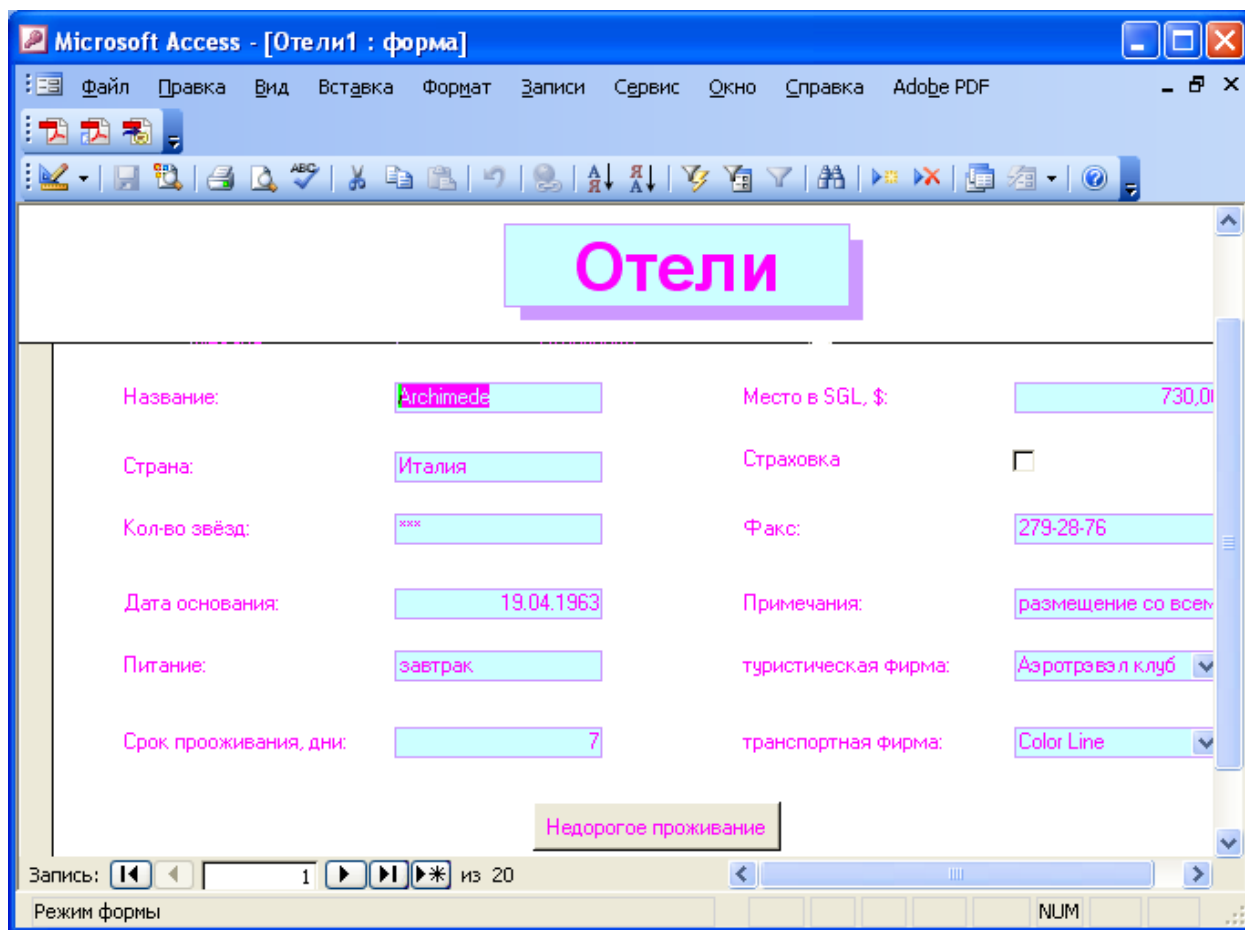 Microsoft Access - [Отели1 : форма]
Файл Правка Вид Вставка Формат Записи Сервис Окно Справка Adobe PDF
Отели
Название: Archimede Место в SGL, $: 730,00
Страна: Италия Страховка
Кол-во звёзд: *** Факс: 279-28-76
Дата основания: 19.04.1963 Примечания: размещение со всем
Питание: завтрак туристическая фирма: Аэротрэвэл клуб
Срок прооживания, дни: 7 транспортная фирма: Color Line
Недорогое проживание
Запись: 1 из 20
Режим формы NUM